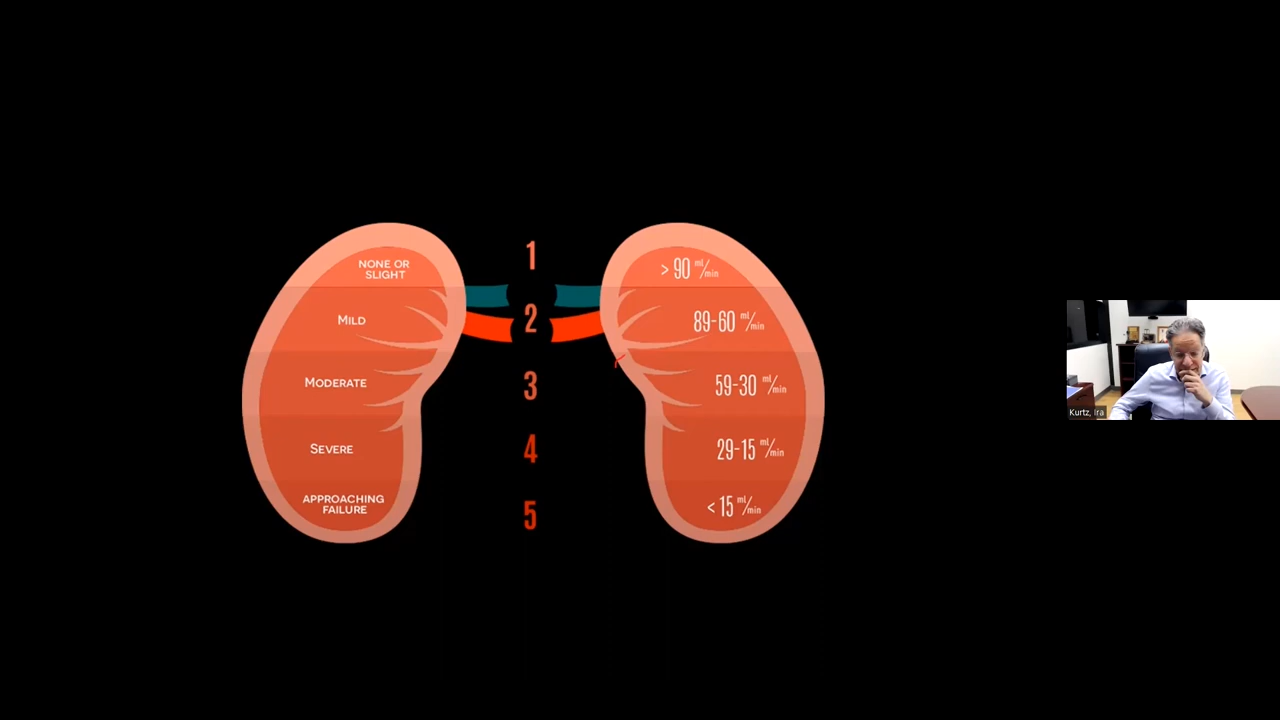 NONE OR
SLIGHT
1
> 90 ml/min
MILD
2
89-60 ml/min
MODERATE
3
59-30 ml/min
SEVERE
4
29-15 ml/min
APPROACHING
FAILURE
5
< 15 ml/min
Kurtz, Ira